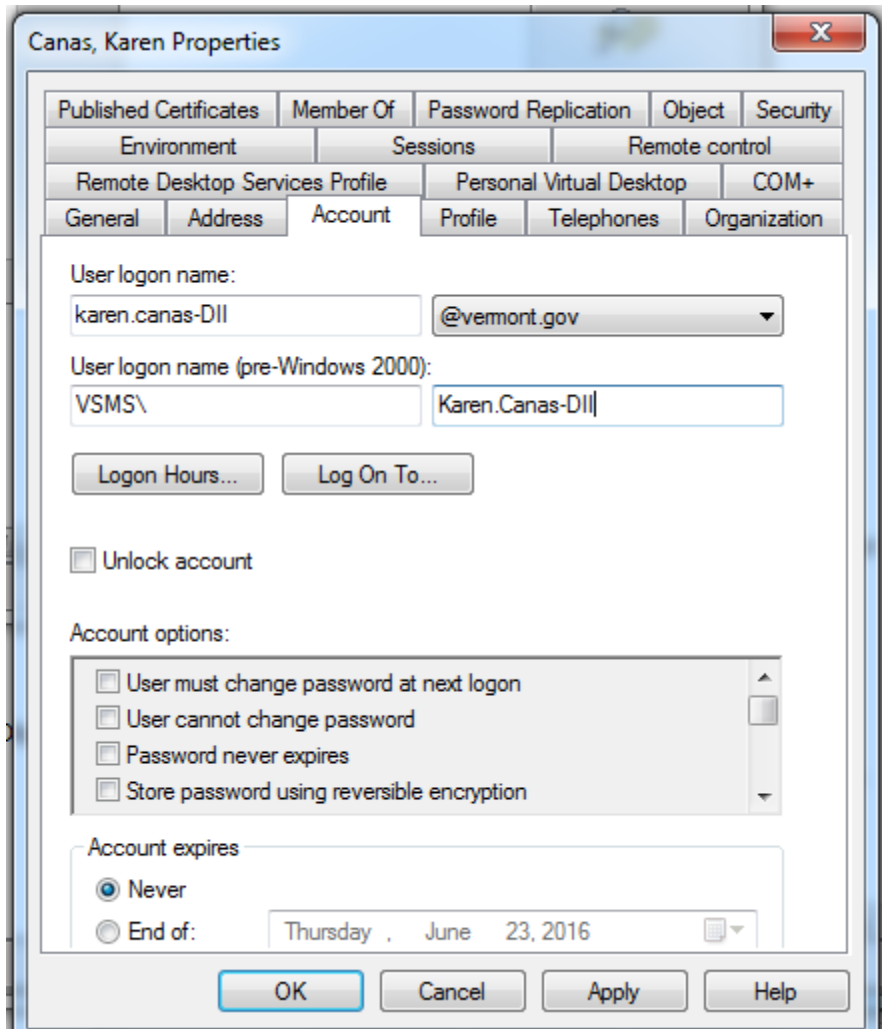 Canas, Karen Properties
Published Certificates Member Of Password Replication Object Security
Environment Sessions Remote control
Remote Desktop Services Profile Personal Virtual Desktop COM+
General Address Account Profile Telephones Organization
User logon name:
karen.canas-DII @vermont.gov
User logon name (pre-Windows 2000):
VSMS\ Karen.Canas-DII
Logon Hours... Log On To...
Unlock account
Account options:
User must change password at next logon
User cannot change password
Password never expires
Store password using reversible encryption
Account expires
Never
End of: Thursday , June 23, 2016
OK Cancel Apply Help